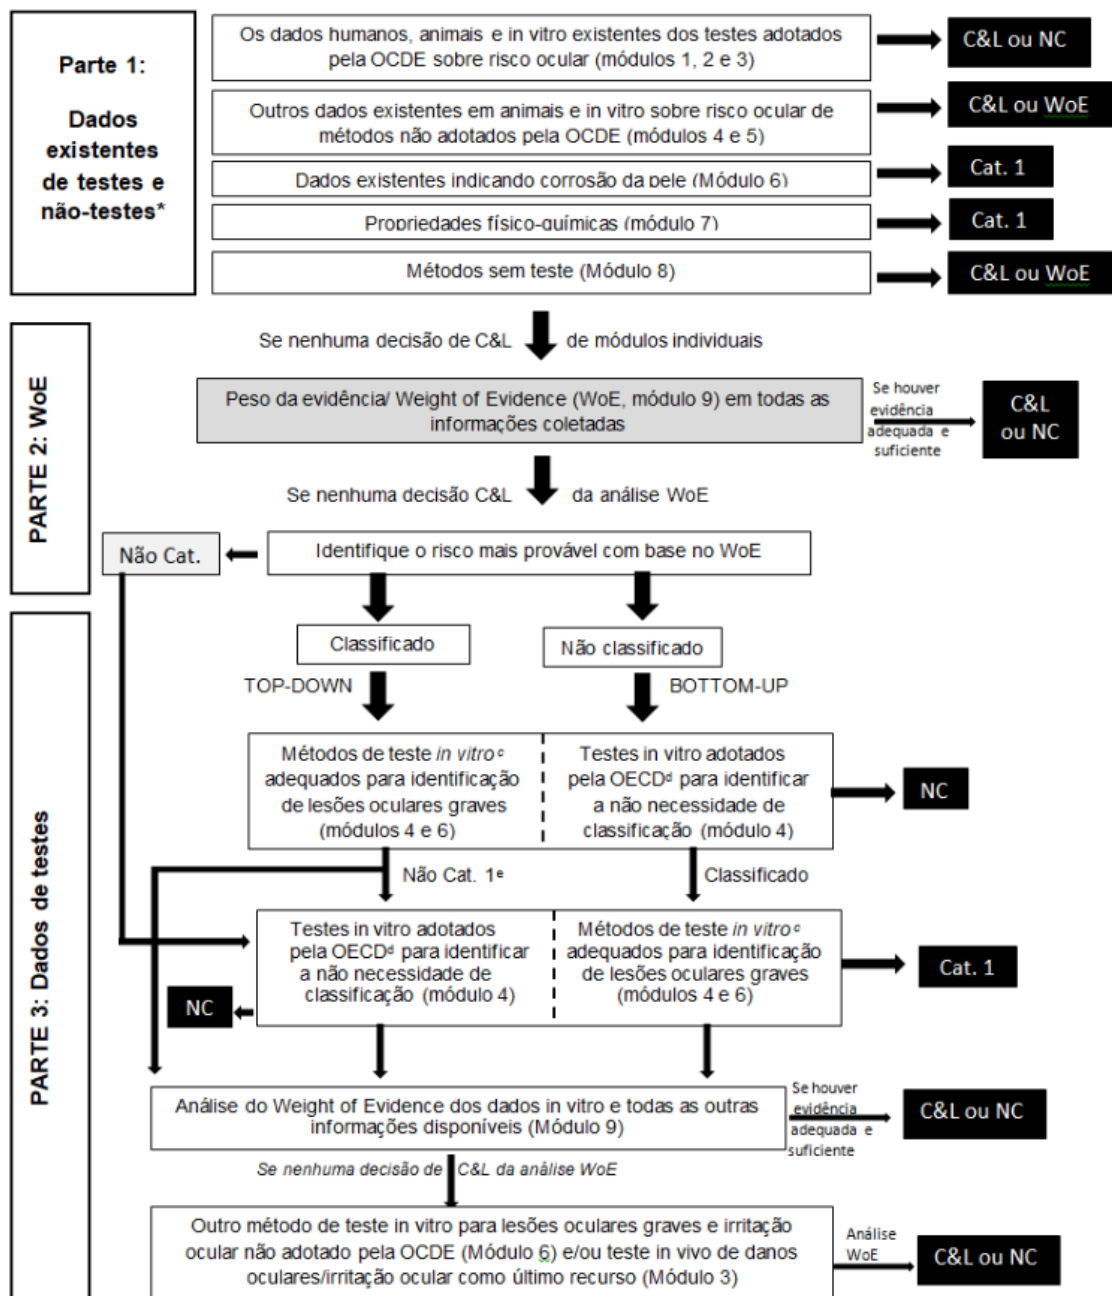 Parte 1:
Dados
existentes
de testes e
não-testes*
Os dados humanos, animais e in vitro existentes dos testes adotados
pela OCDE sobre risco ocular (módulos 1, 2 e 3)
C&L ou NC
Outros dados existentes em animais e in vitro sobre risco ocular de
métodos não adotados pela OCDE (módulos 4 e 5)
C&L ou WoE
Dados existentes indicando corrosão da pele (Módulo 6)
Cat. 1
Propriedades físico-químicas (módulo 7)
Cat. 1
Métodos sem teste (Módulo 8)
C&L ou WoE
Se nenhuma decisão de C&L de módulos individuais
PARTE 2: WoE
Peso da evidência/ Weight of Evidence (WoE, módulo 9) em todas as
informações coletadas
Se houver
evidência
adequada e
suficiente
C&L
ou NC
Se nenhuma decisão C&L da análise WoE
Não Cat.
Identifique o risco mais provável com base no WoE
Classificado
Não classificado
TOP-DOWN
BOTTOM-UP
PARTE 3: Dados de testes
Métodos de teste in vitro c
adequados para identificação
de lesões oculares graves
(módulos 4 e 6)
Testes in vitro adotados
pela OECDd para identificar
a não necessidade de
classificação (módulo 4)
NC
Não Cat. 1e
Classificado
Testes in vitro adotados
pela OECDd para identificar
a não necessidade de
classificação (módulo 4)
Métodos de teste in vitro c
adequados para identificação
de lesões oculares graves
(módulos 4 e 6)
Cat. 1
NC
Análise do Weight of Evidence dos dados in vitro e todas as outras
informações disponíveis (Módulo 9)
Se houver
evidência
adequada e
suficiente
C&L ou NC
Se nenhuma decisão de C&L da análise WoE
Outro método de teste in vitro para lesões oculares graves e irritação
ocular não adotado pela OCDE (Módulo 6) e/ou teste in vivo de danos
oculares/irritação ocular como último recurso (Módulo 3)
Análise
WoE
C&L ou NC